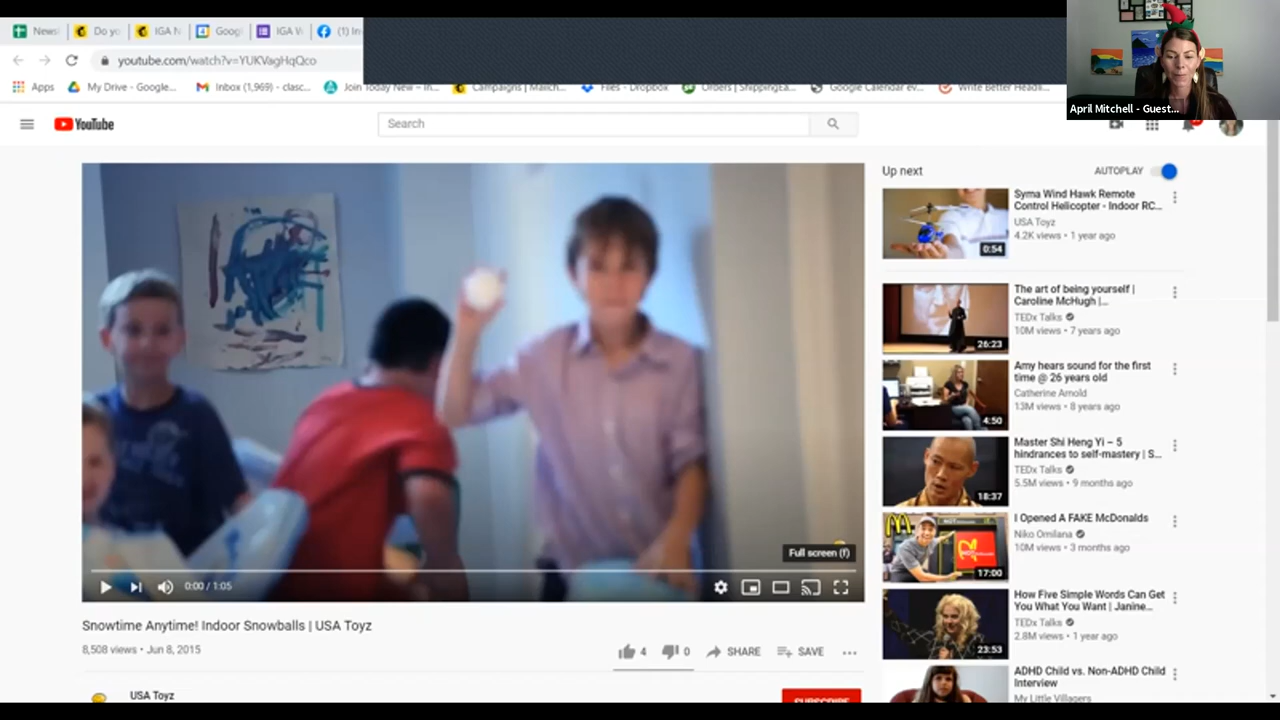 News
Do yo
IGA N
Goog
IGA V
(1) In
youtube.com/watch?v=YUKVagHqQco
Apps
My Drive - Google...
Inbox (1,969) - clasc...
Join Today New – In...
Campaigns | Mailch...
Files - Dropbox
Orders | ShippingEa...
Google Calendar ev...
Write Better Headli...
April Mitchell - Guest...
YouTube
Search
Up next
AUTOPLAY
Syma Wind Hawk Remote
Control Helicopter - Indoor RC...
USA Toyz
4.2K views • 1 year ago
0:54
The art of being yourself |
Caroline McHugh |...
TEDx Talks
10M views • 7 years ago
26:23
Amy hears sound for the first
time @ 26 years old
Catherine Arnold
13M views • 8 years ago
4:50
Master Shi Heng Yi – 5
hindrances to self-mastery | S...
TEDx Talks
5.5M views • 9 months ago
18:37
I Opened A FAKE McDonalds
Niko Omilana
10M views • 3 months ago
17:00
How Five Simple Words Can Get
You What You Want | Janine...
TEDx Talks
2.8M views • 1 year ago
23:53
ADHD Child vs. Non-ADHD Child
Interview
My Little Villagers
Full screen (f)
0:00 / 1:05
Snowtime Anytime! Indoor Snowballs | USA Toyz
8,508 views • Jun 8, 2015
4
0
SHARE
SAVE
USA Toyz
SUBSCRIBE